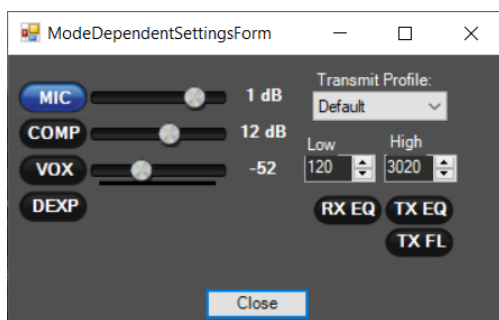 ModeDependentSettingsForm
MIC 1 dB
COMP 12 dB
VOX -52
DEXP
Transmit Profile:
Default
Low High
120 3020
RX EQ TX EQ
TX FL
Close